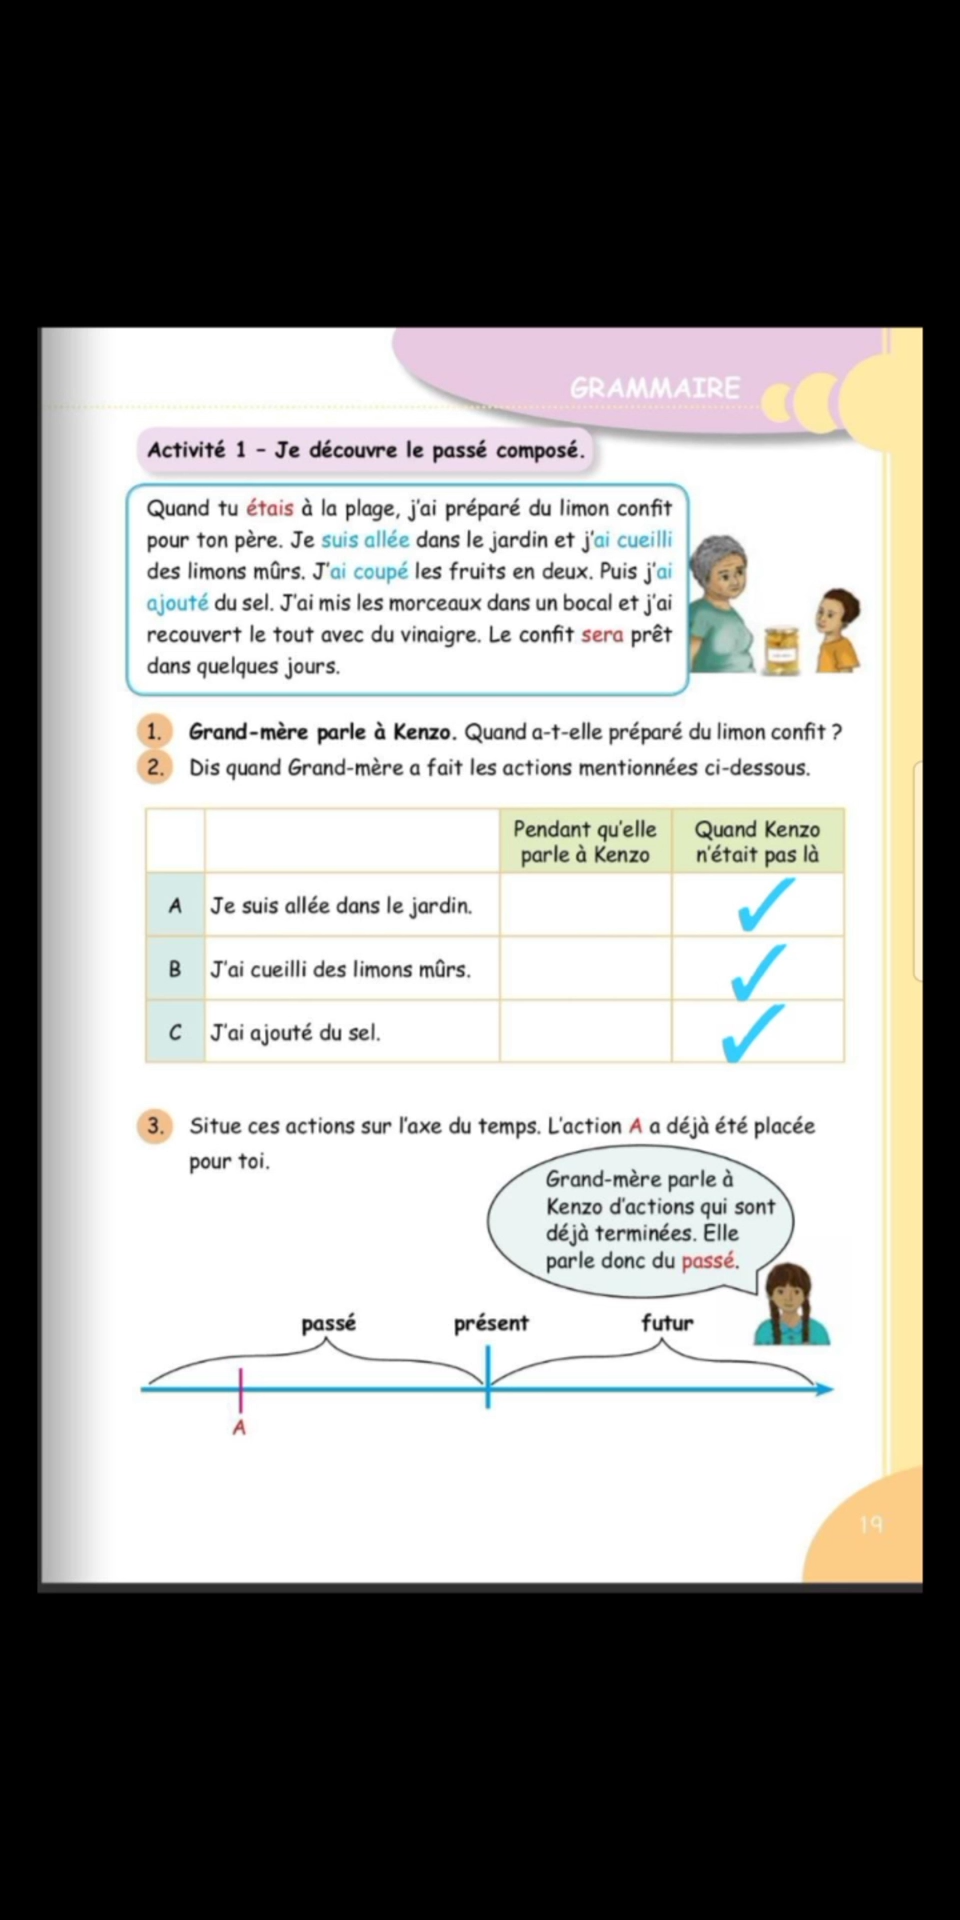 GRAMMAIRE
Activité 1 - Je découvre le passé composé.
Quand tu étais à la plage, j'ai préparé du limon confit
pour ton père. Je suis allée dans le jardin et j'ai cueilli
des limons mûrs. J'ai coupé les fruits en deux. Puis j'ai
ajouté du sel. J'ai mis les morceaux dans un bocal et j'ai
recouvert le tout avec du vinaigre. Le confit sera prêt
dans quelques jours.
1. Grand-mère parle à Kenzo. Quand a-t-elle préparé du limon confit ?
2. Dis quand Grand-mère a fait les actions mentionnées ci-dessous.
Pendant qu'elle
parle à Kenzo
Quand Kenzo
n'était pas là
A Je suis allée dans le jardin.
B J'ai cueilli des limons mûrs.
C J'ai ajouté du sel.
3. Situe ces actions sur l'axe du temps. L'action A a déjà été placée
pour toi.
Grand-mère parle à
Kenzo d'actions qui sont
déjà terminées. Elle
parle donc du passé.
passé présent futur
A
19